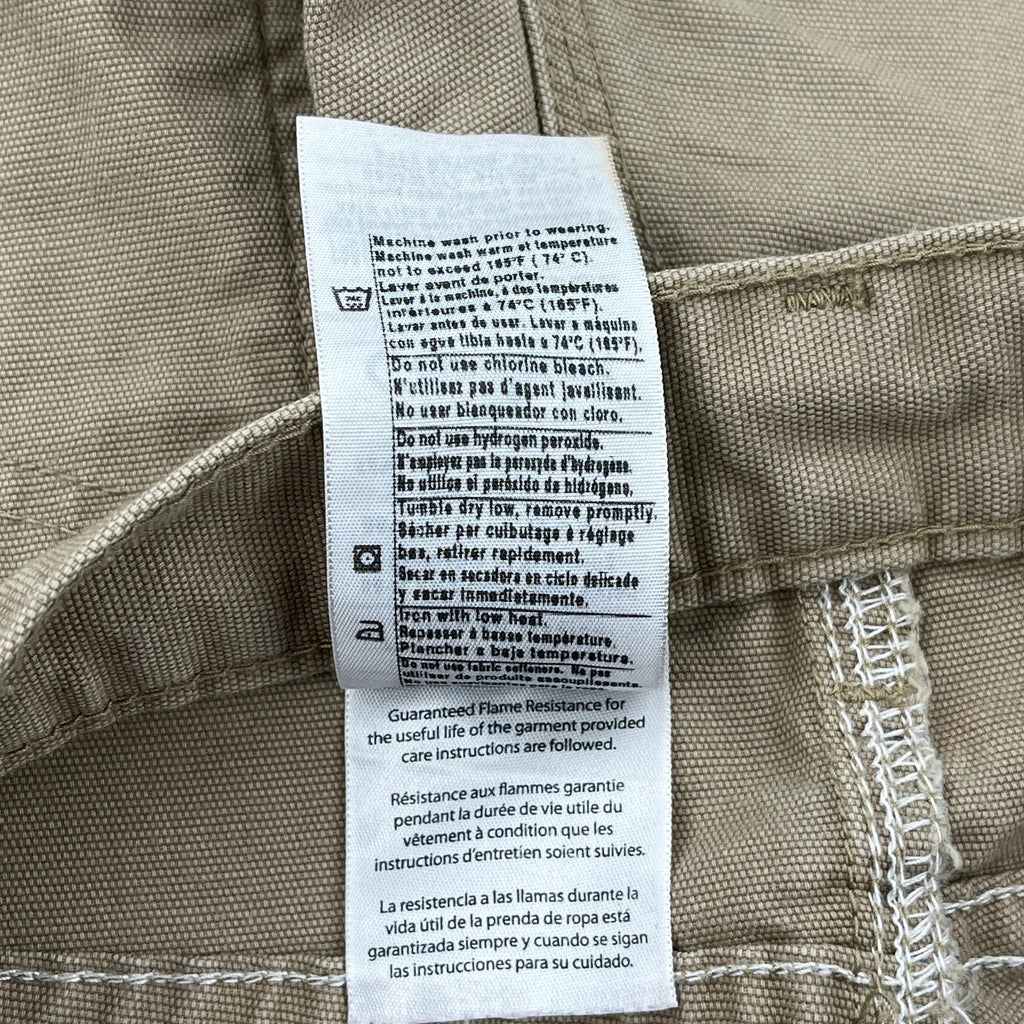 Machine wash prior to wearing.
Machine wash warm at temperature
not to exceed 165°F ( 74° C).
Laver avant de porter.
Laver à la machine, à des températures
inférieures à 74°C (165°F).
Lavar antes de usar. Lavar a máquina
con agua tibia hasta a 74°C (165°F).
Do not use chlorine bleach.
N'utilisez pas d'agent javellisant.
No usar blanqueador con cloro.
Do not use hydrogen peroxide.
N'employez pas le peroxyde d'hydrogène.
No utilice el peróxido de hidrógeno.
Tumble dry low, remove promptly.
Sécher par culbutage à réglage
bas, retirer rapidement.
Secar en secadora en ciclo delicado
y sacar inmediatamente.
Iron with low heat.
Repasser à basse température.
Planchar a baja temperatura.
Do not use fabric softeners. Ne pas
utiliser de produits assouplissants.
Guaranteed Flame Resistance for
the useful life of the garment provided
care instructions are followed.
Résistance aux flammes garantie
pendant la durée de vie utile du
vêtement à condition que les
instructions d'entretien soient suivies.
La resistencia a las llamas durante la
vida útil de la prenda de ropa está
garantizada siempre y cuando se sigan
las instrucciones para su cuidado.